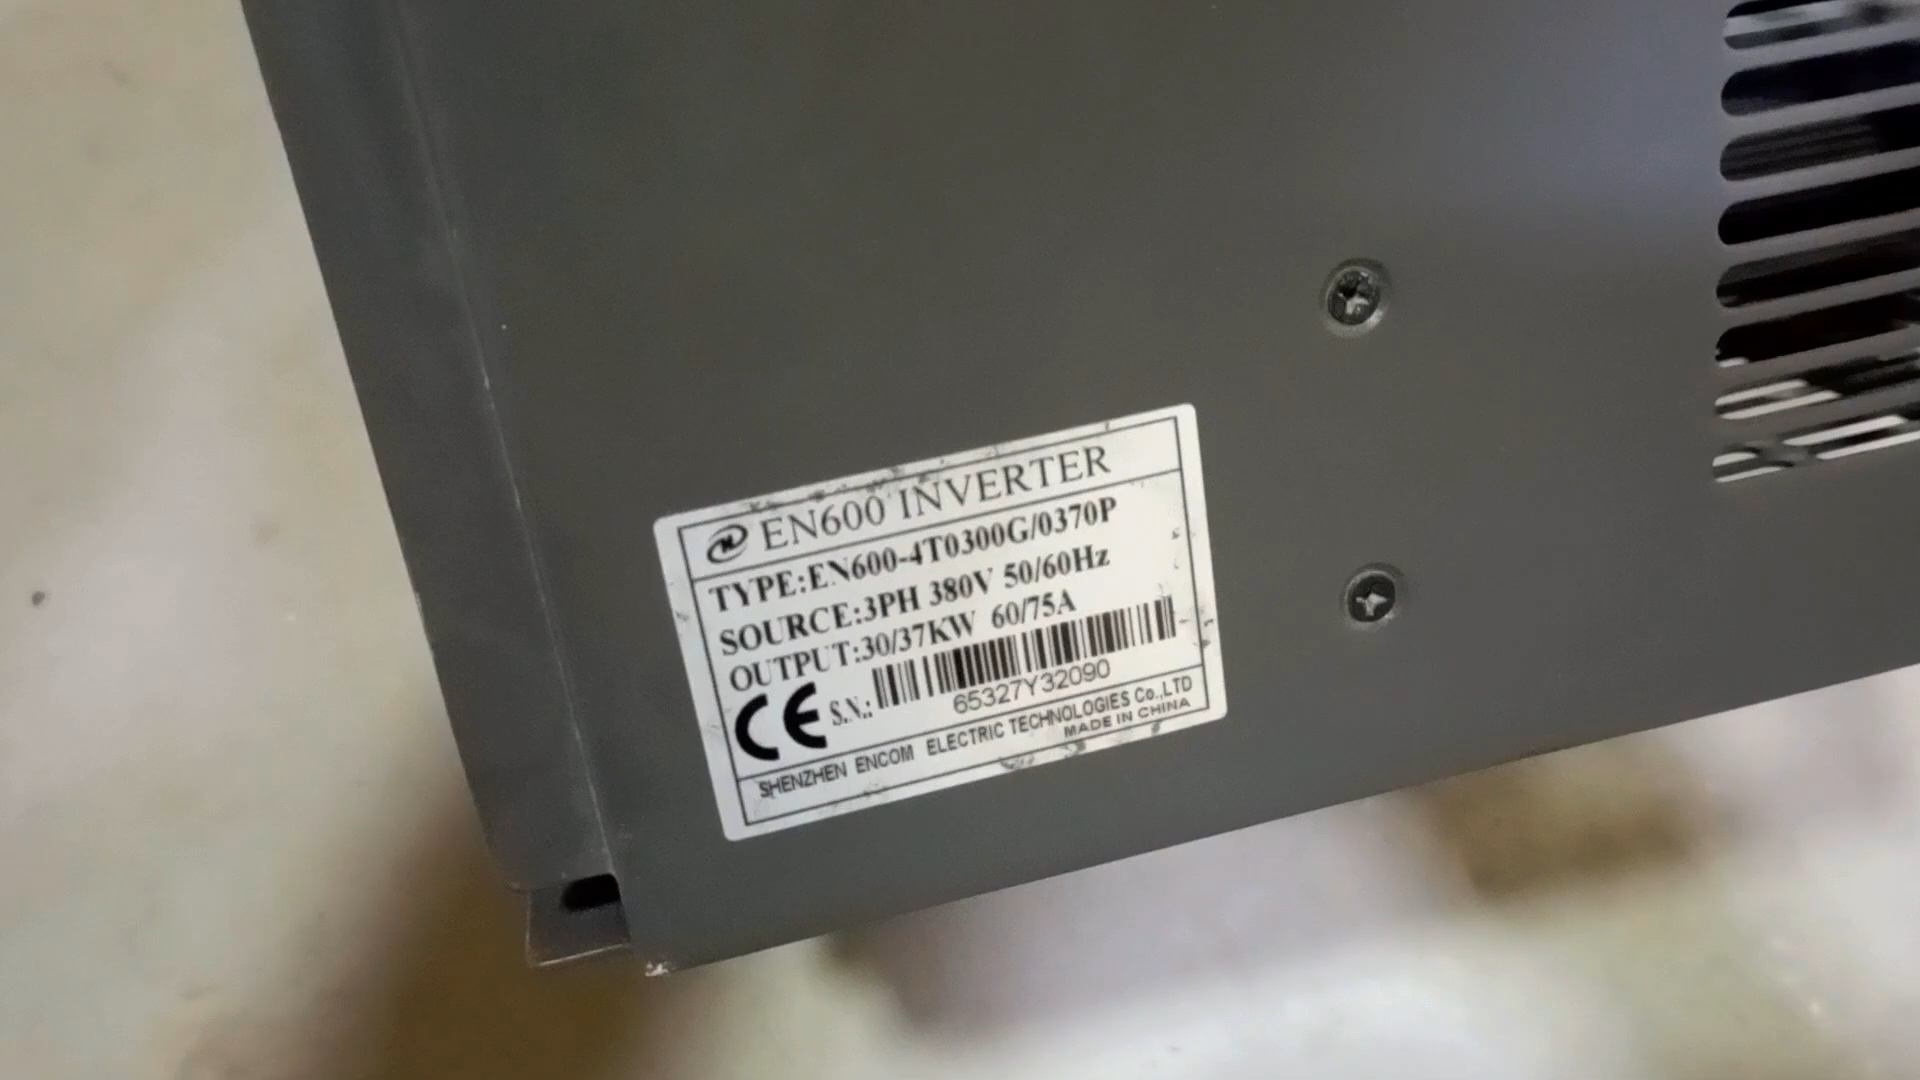 EN600 INVERTER
TYPE:EN600-4T0300G/0370P
SOURCE:3PH 380V 50/60Hz
OUTPUT:30/37KW 60/75A
CE S.N.:
65327Y32090
SHENZHEN ENCOM ELECTRIC TECHNOLOGIES Co.,LTD
MADE IN CHINA